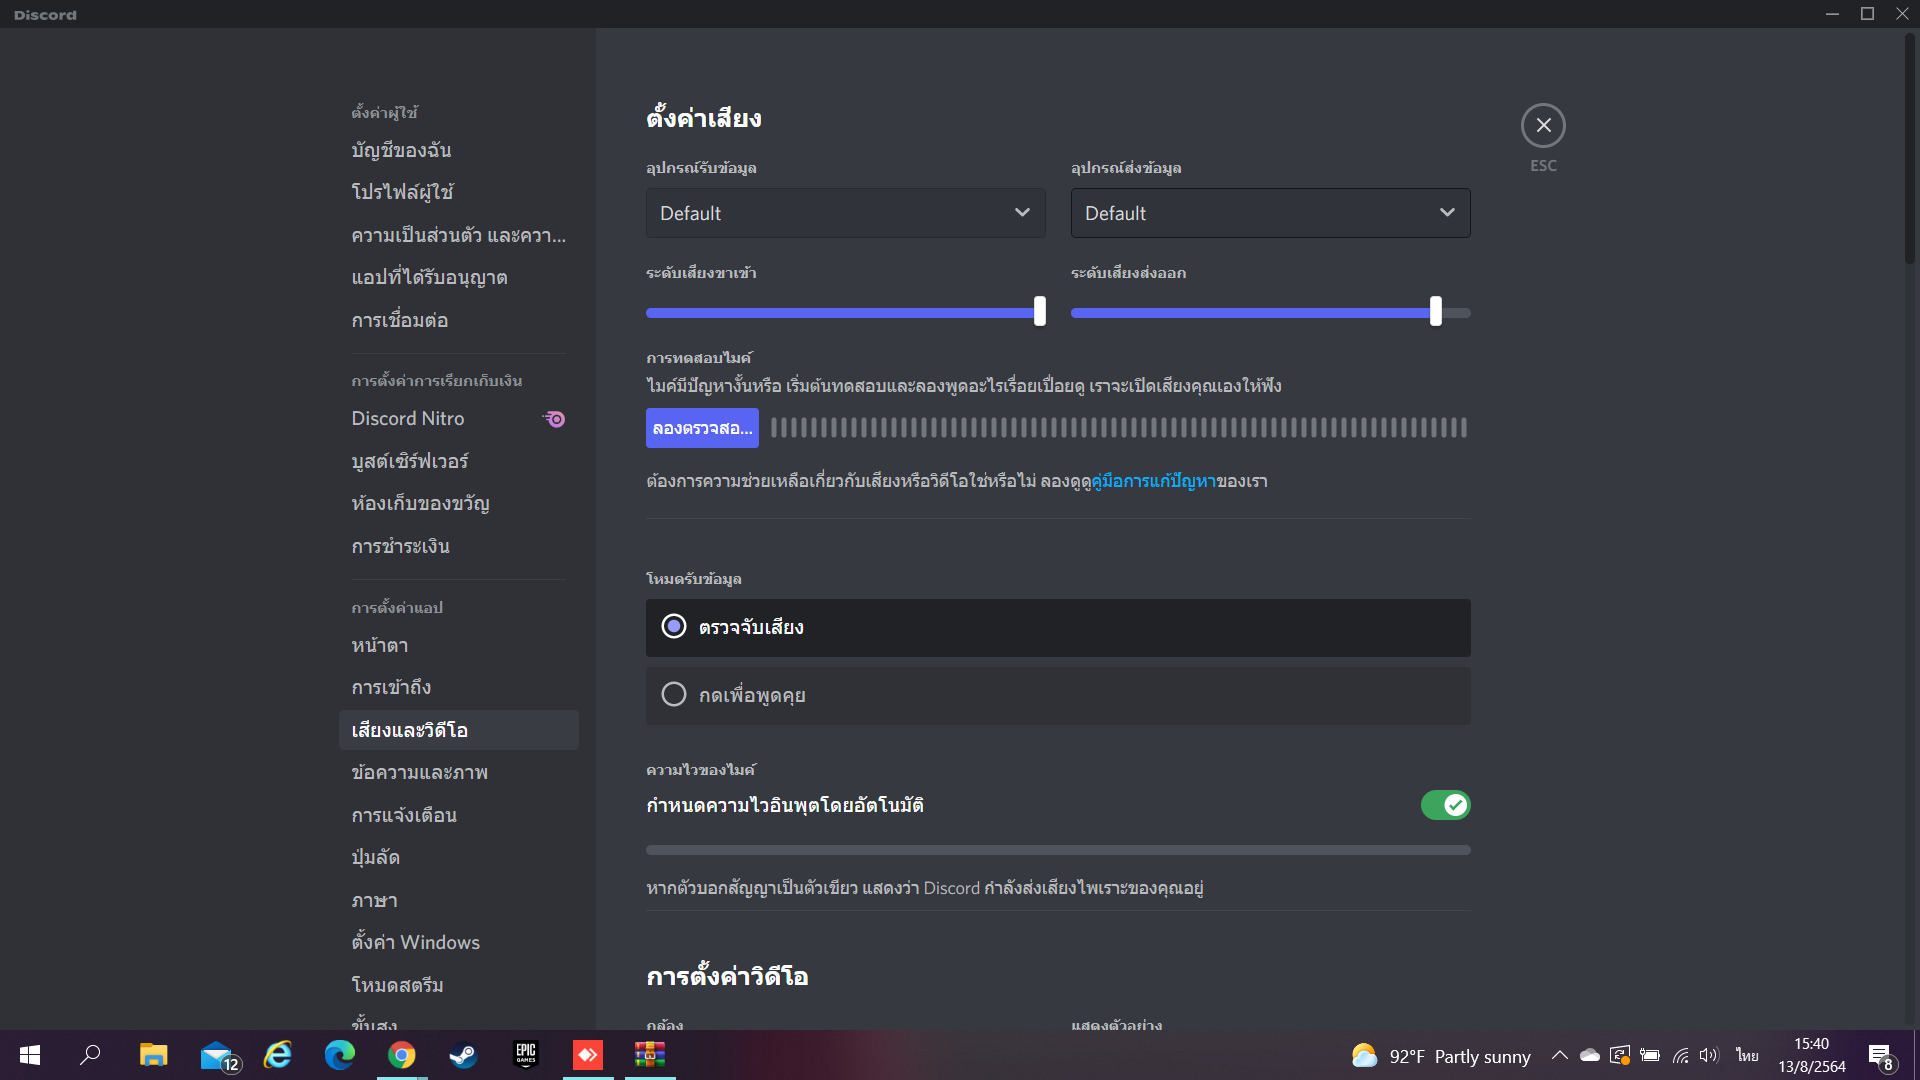 Discord
ตั้งค่าผู้ใช้
บัญชีของฉัน
โปรไฟล์ผู้ใช้
ความเป็นส่วนตัว และควา...
แอปที่ได้รับอนุญาต
การเชื่อมต่อ
การตั้งค่าการเรียกเก็บเงิน
Discord Nitro
บูสต์เซิร์ฟเวอร์
ห้องเก็บของขวัญ
การชำระเงิน
การตั้งค่าแอป
หน้าตา
การเข้าถึง
เสียงและวิดีโอ
ข้อความและภาพ
การแจ้งเตือน
ปุ่มลัด
ภาษา
ตั้งค่า Windows
โหมดสตรีม
ขั้นสูง
ตั้งค่าเสียง
ESC
อุปกรณ์รับข้อมูล
อุปกรณ์ส่งข้อมูล
Default
Default
ระดับเสียงขาเข้า
ระดับเสียงส่งออก
การทดสอบไมค์
ไมค์มีปัญหางั้นหรือ เริ่มต้นทดสอบและลองพูดอะไรเรื่อยเปื่อยดู เราจะเปิดเสียงคุณเองให้ฟัง
ลองตรวจสอ...
ต้องการความช่วยเหลือเกี่ยวกับเสียงหรือวิดีโอใช่หรือไม่ ลองดูดูคู่มือการแก้ปัญหาของเรา
โหมดรับข้อมูล
ตรวจจับเสียง
กดเพื่อพูดคุย
ความไวของไมค์
กำหนดความไวอินพุตโดยอัตโนมัติ
หากตัวบอกสัญญาเป็นตัวเขียว แสดงว่า Discord กำลังส่งเสียงไพเราะของคุณอยู่
การตั้งค่าวิดีโอ
กล้อง
แสดงตัวอย่าง
12
EPIC
GAMES
92°F Partly sunny
ไทย
15:40
13/8/2564
8